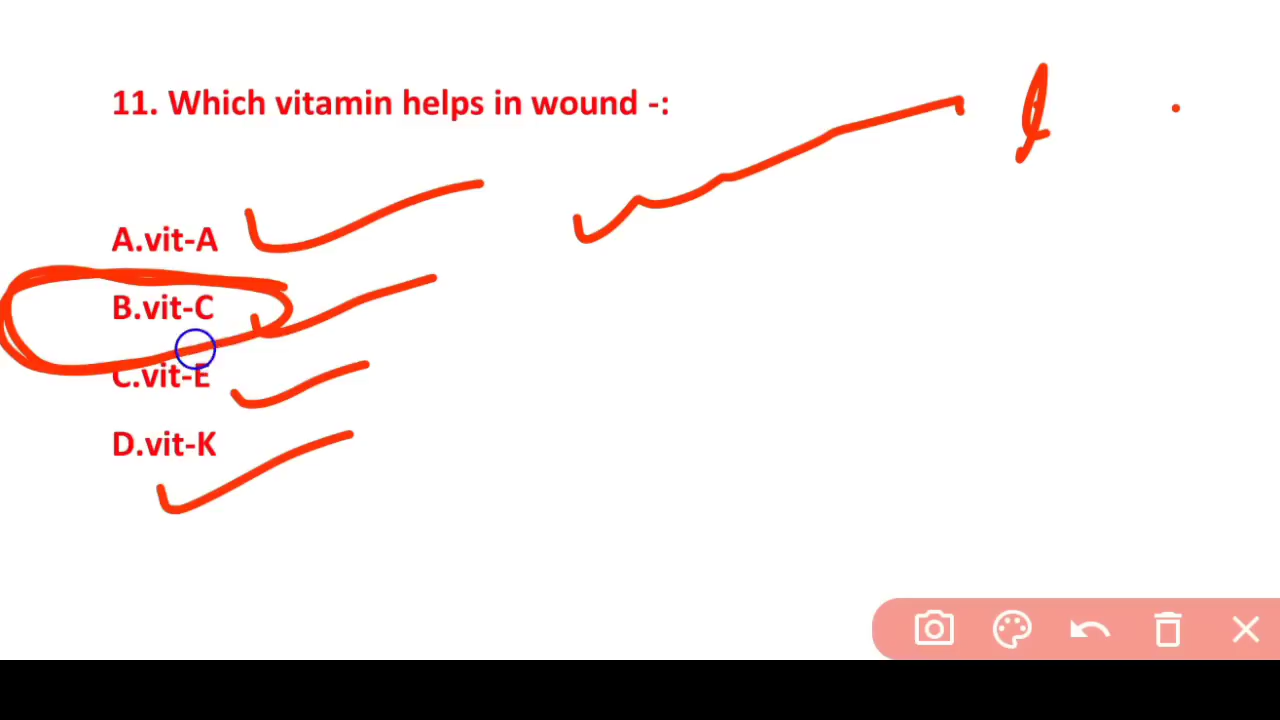 11. Which vitamin helps in wound -:
A.vit-A
B.vit-C
C.vit-E
D.vit-K